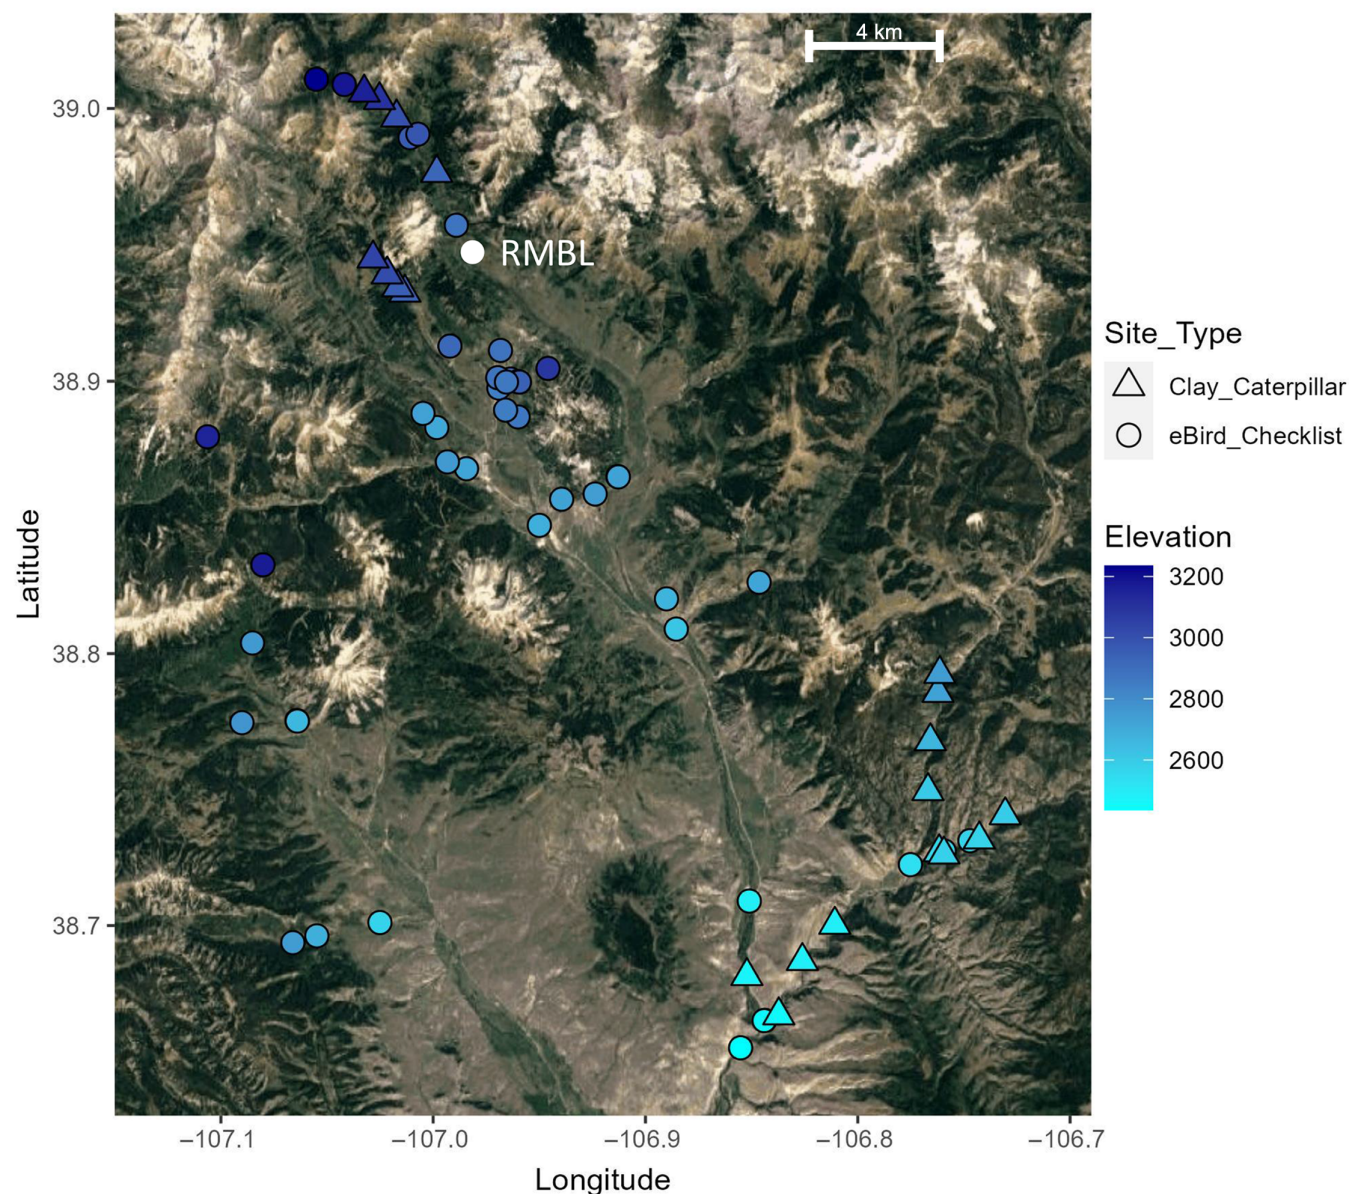 4 km
39.0
RMBL
38.9
38.8
38.7
Latitude
−107.1
−107.0
−106.9
−106.8
−106.7
Longitude
Site_Type
Clay_Caterpillar
eBird_Checklist
Elevation
3200
3000
2800
2600